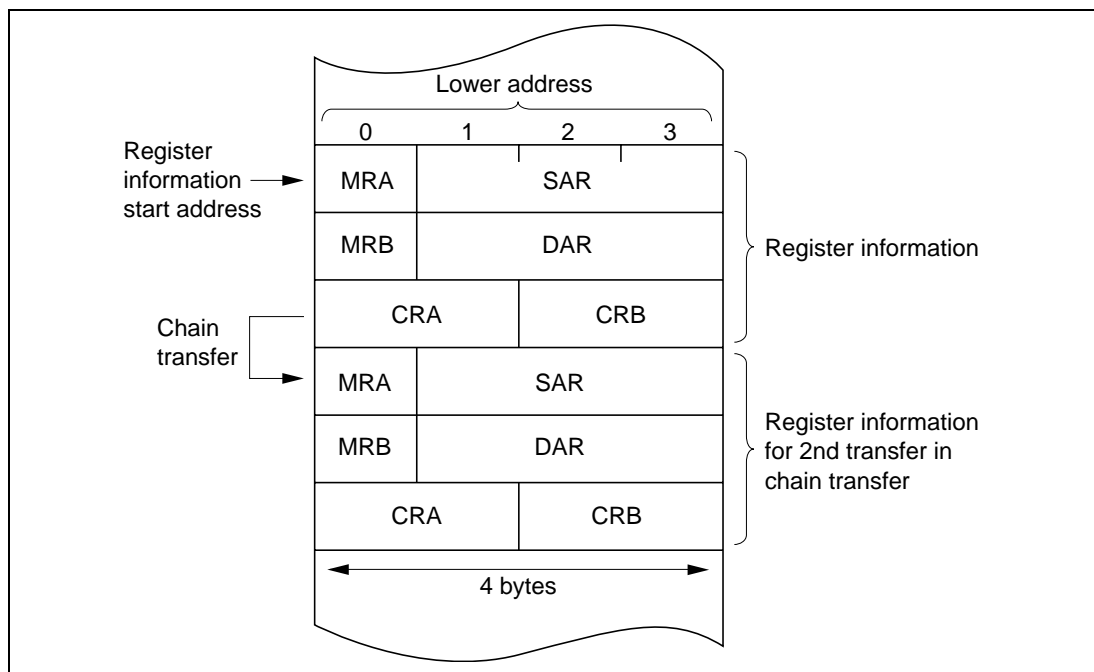 Lower address
0 1 2 3
Register
information
start address
MRA SAR
MRB DAR
Register information
CRA CRB
Chain
transfer
MRA SAR
MRB DAR
Register information
for 2nd transfer in
chain transfer
CRA CRB
4 bytes